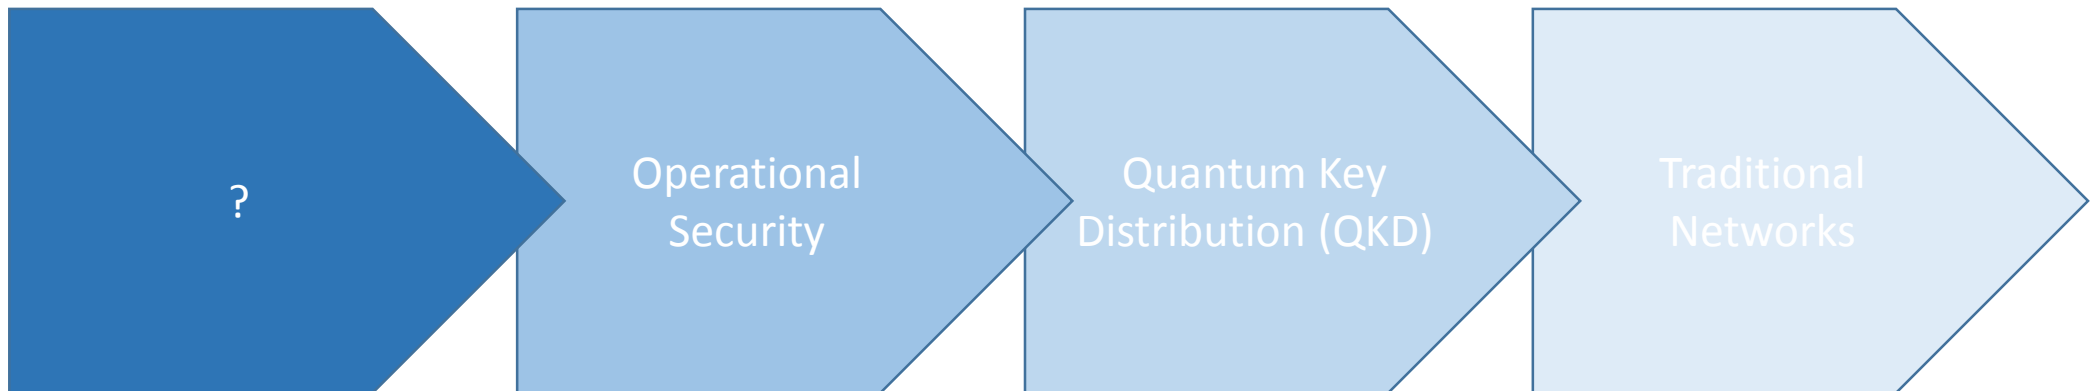 ?
Operational
Security
Quantum Key
Distribution (QKD)
Traditional
Networks